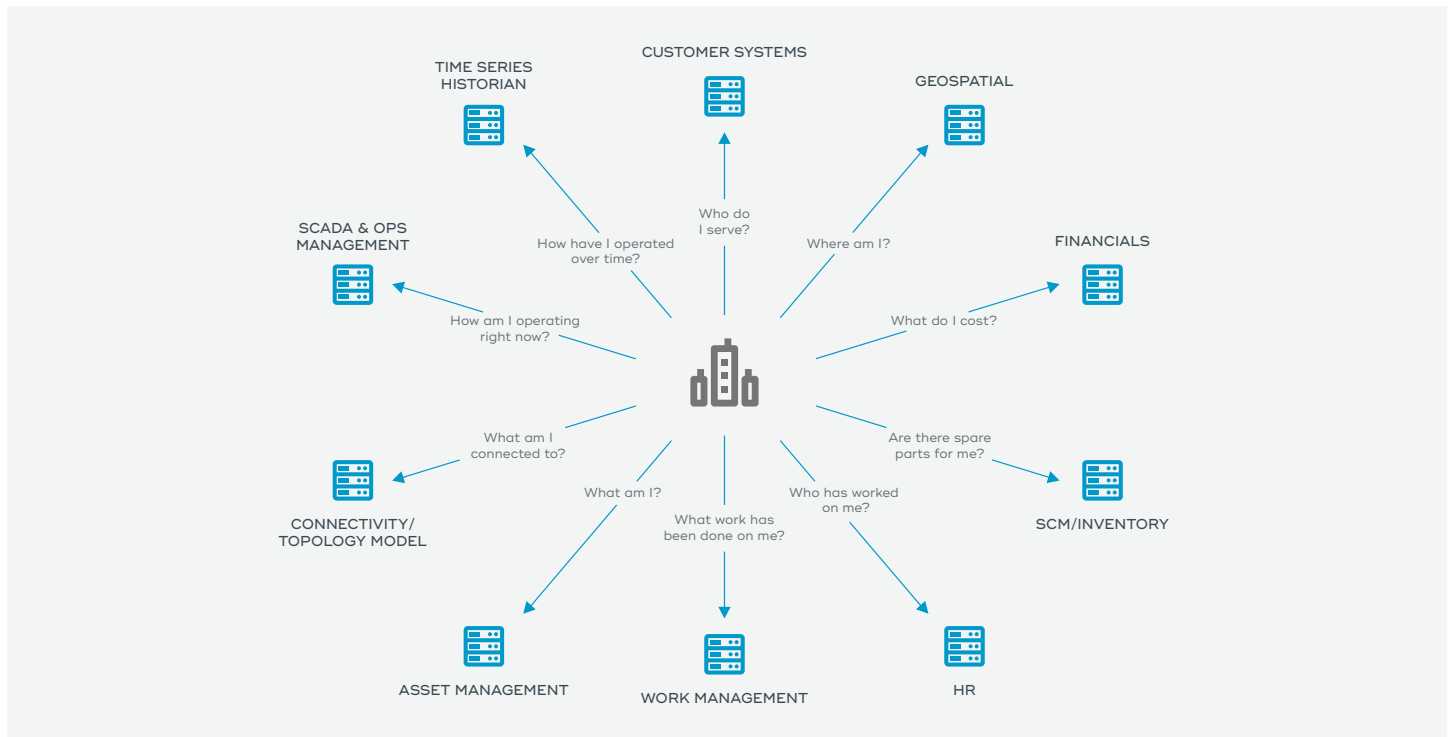 CUSTOMER SYSTEMS
TIME SERIES
HISTORIAN
GEOSPATIAL
Who do
I serve?
SCADA & OPS
MANAGEMENT
How have I operated
over time?
Where am I?
FINANCIALS
How am I operating
right now?
What do I cost?
What am I
connected to?
Are there spare
parts for me?
What am I?
Who has worked
on me?
CONNECTIVITY/
TOPOLOGY MODEL
What work has
been done on me?
SCM/INVENTORY
ASSET MANAGEMENT
WORK MANAGEMENT
HR